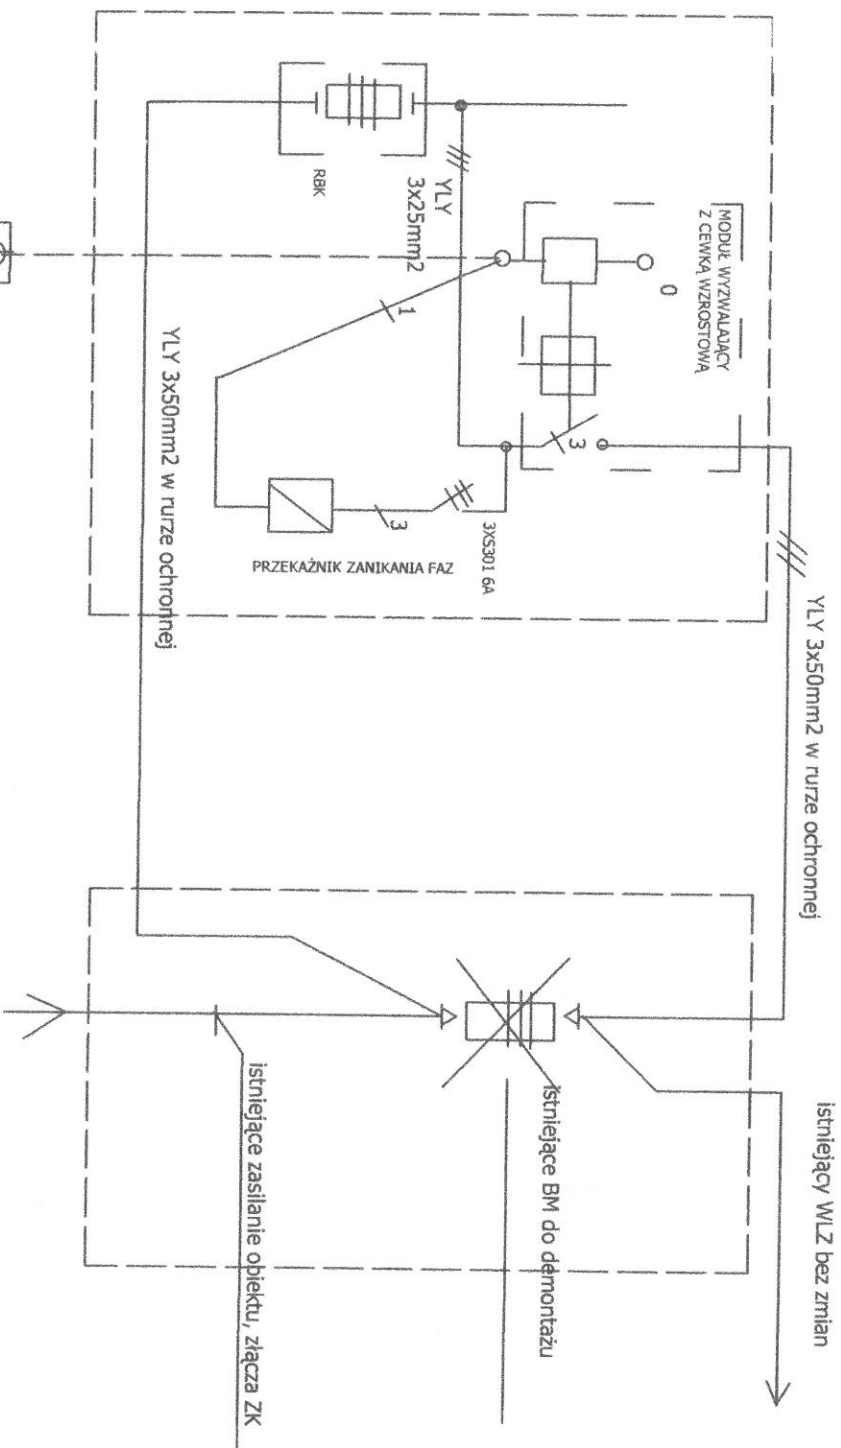 MODUŁ WYZWALAJĄCY
Z CEWKĄ WZROSTOWĄ
0
RBK
YLY
3x25mm2
1
3
3
3XS301 6A
PRZEKAŹNIK ZANIKANIA FAZ
YLY 3x50mm2 w rurze ochronnej
YLY 3x50mm2 w rurze ochronnej
istniejący WLZ bez zmian
istniejące BM do demontażu
istniejące zasilanie obiektu, złącza ZK